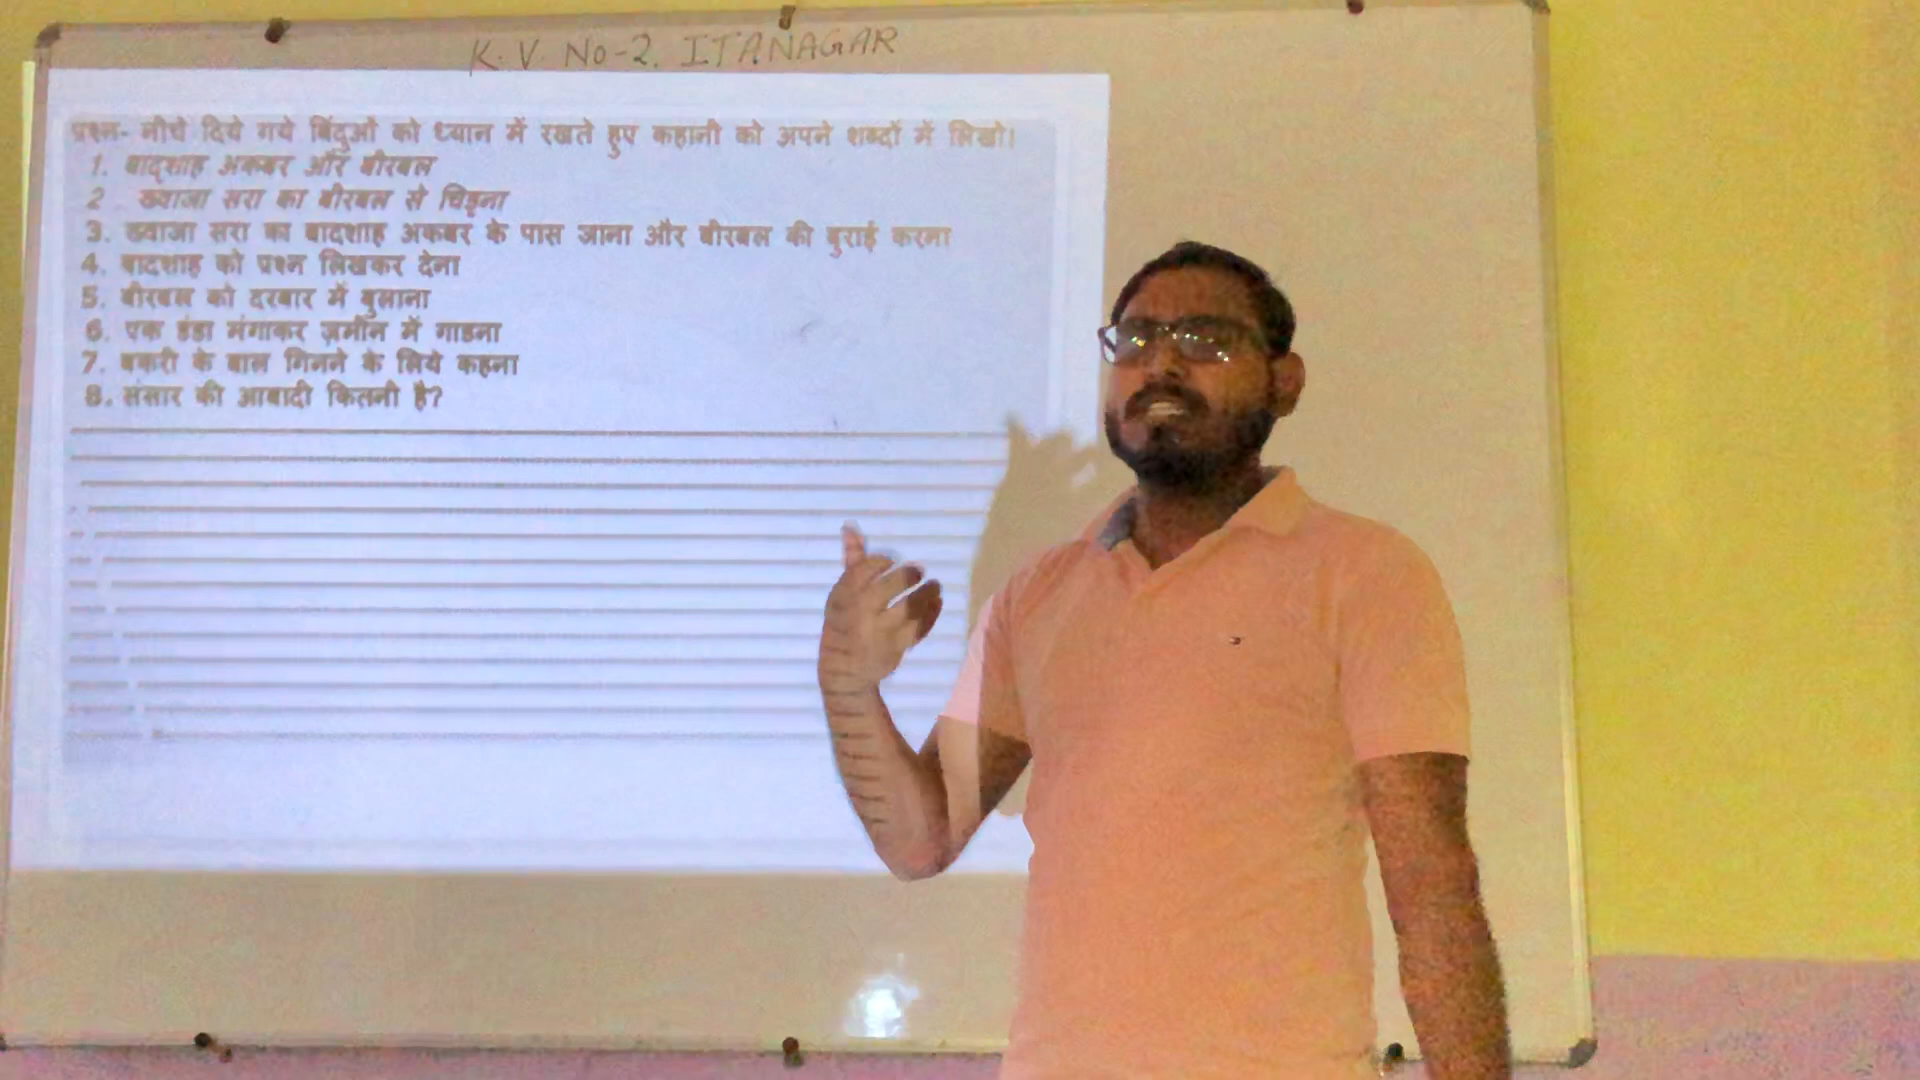 K.V. No-2. ITANAGAR
प्रश्न- नीचे दिये गये बिंदुओं को ध्यान में रखते हुए कहानी को अपने शब्दों में लिखो।
1. बादशाह अकबर और बीरबल
2 ख्वाजा सरा का बीरबल से चिढ़ना
3. ख्वाजा सरा का बादशाह अकबर के पास जाना और बीरबल की बुराई करना
4. बादशाह को प्रश्न लिखकर देना
5. बीरबल को दरबार में बुलाना
6. एक डंडा मंगाकर ज़मीन में गाडना
7. बकरी के बाल गिनने के लिये कहना
8. संसार की आबादी कितनी है?